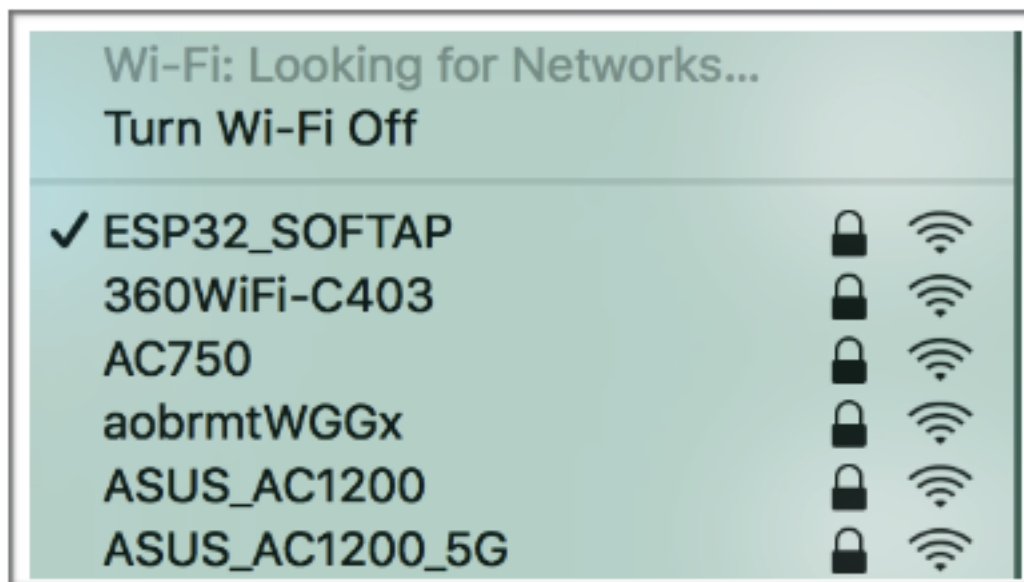 Wi-Fi: Looking for Networks...
Turn Wi-Fi Off
ESP32_SOFTAP
360WiFi-C403
AC750
aobrmtWGGx
ASUS_AC1200
ASUS_AC1200_5G